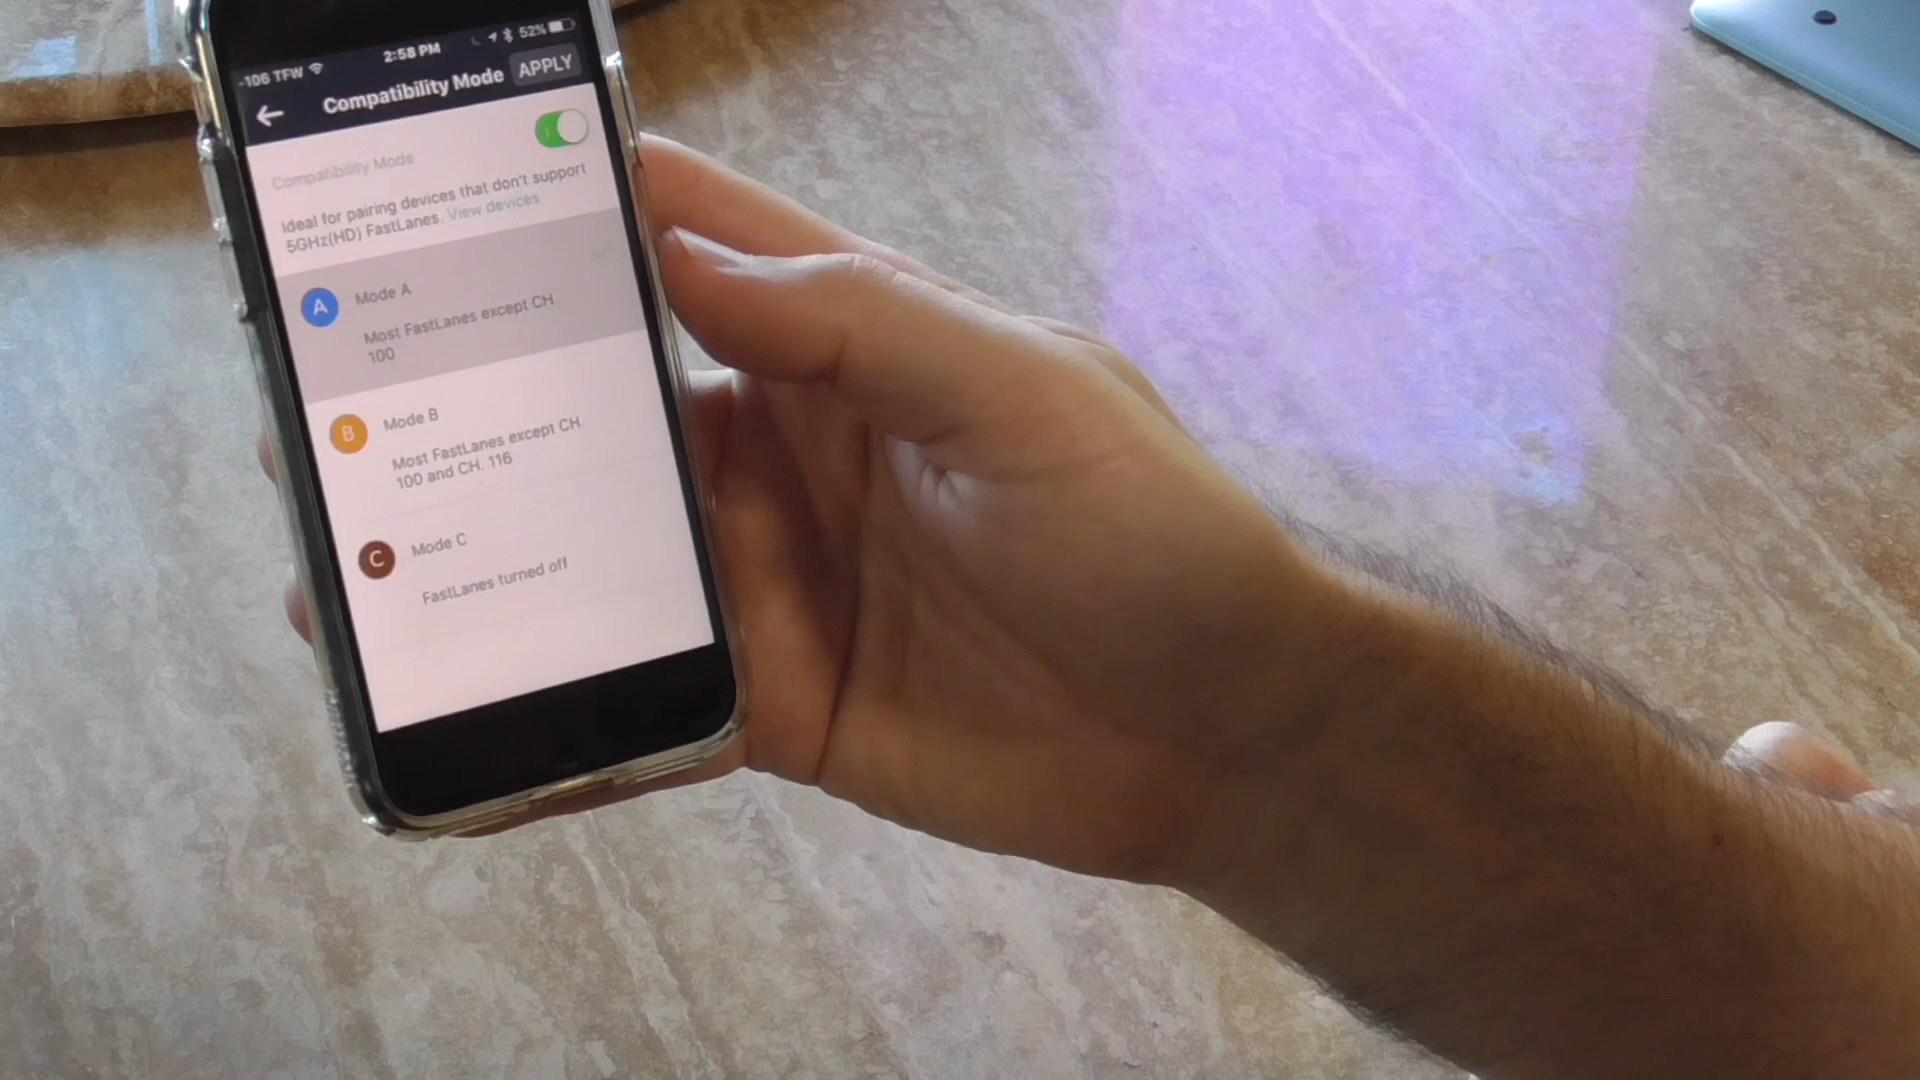 -106 TFW 2:58 PM 52%
Compatibility Mode APPLY
Compatibility Mode
Ideal for pairing devices that don't support
5GHz(HD) FastLanes. View devices
A Mode A
Most FastLanes except CH.
100
B Mode B
Most FastLanes except CH.
100 and CH. 116
C Mode C
FastLanes turned off